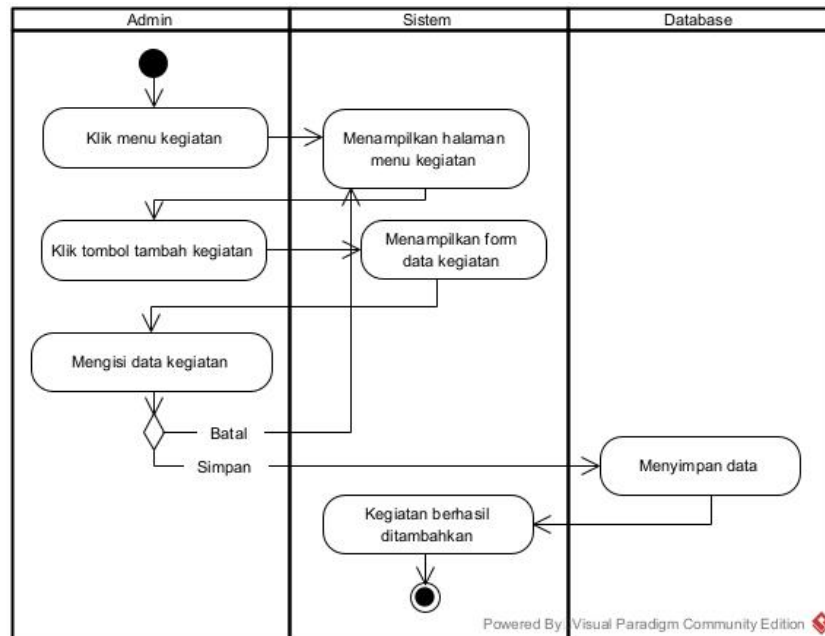 Admin
Sistem
Database
Klik menu kegiatan
Menampilkan halaman
menu kegiatan
Klik tombol tambah kegiatan
Menampilkan form
data kegiatan
Mengisi data kegiatan
Batal
Simpan
Menyimpan data
Kegiatan berhasil
ditambahkan
Powered By: Visual Paradigm Community Edition